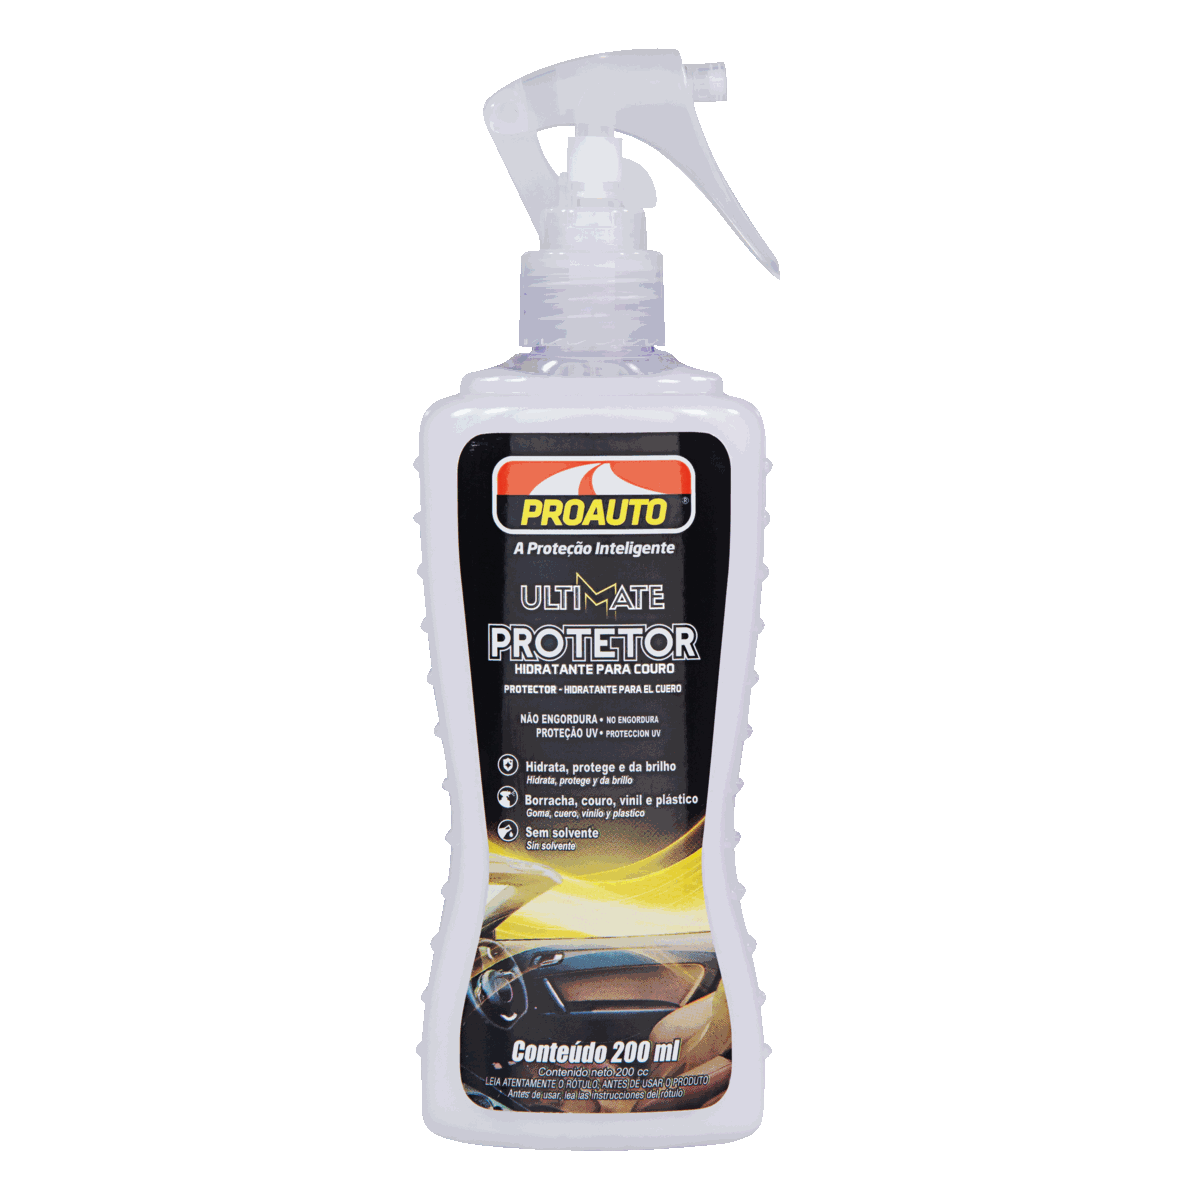 PROAUTO ®
A Proteção Inteligente
ULTIMATE
PROTETOR
HIDRATANTE PARA COURO
PROTECTOR - HIDRATANTE PARA EL CUERO
NÃO ENGORDURA • NO ENGORDURA
PROTEÇÃO UV • PROTECCION UV
Hidrata, protege e da brilho
Hidrata, protege y da brillo
Borracha, couro, vinil e plástico
Goma, cuero, vinilo y plastico
Sem solvente
Sin solvente
Conteúdo 200 ml
Contenido neto 200 cc
LEIA ATENTAMENTE O RÓTULO, ANTES DE USAR O PRODUTO
Antes de usar, lea las instrucciones del rótulo